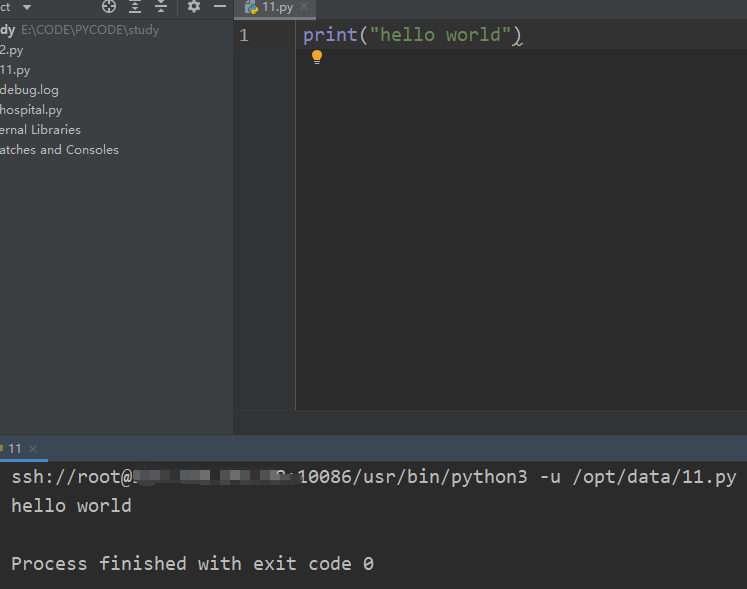 ct
11.py
dy E:\CODE\PYCODE\study
2.py
11.py
debug.log
hospital.py
ernal Libraries
atches and Consoles
1 print("hello world")
11
ssh://root@ :10086/usr/bin/python3 -u /opt/data/11.py
hello world
Process finished with exit code 0